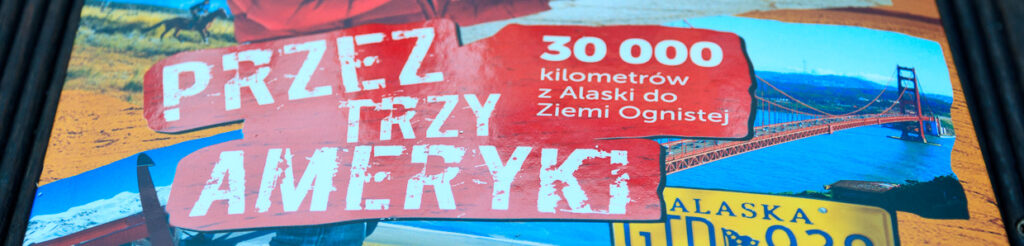 PRZEZ
TRZY
AMERYKI
30 000
kilometrów
z Alaski do
Ziemi Ognistej
ALASKA